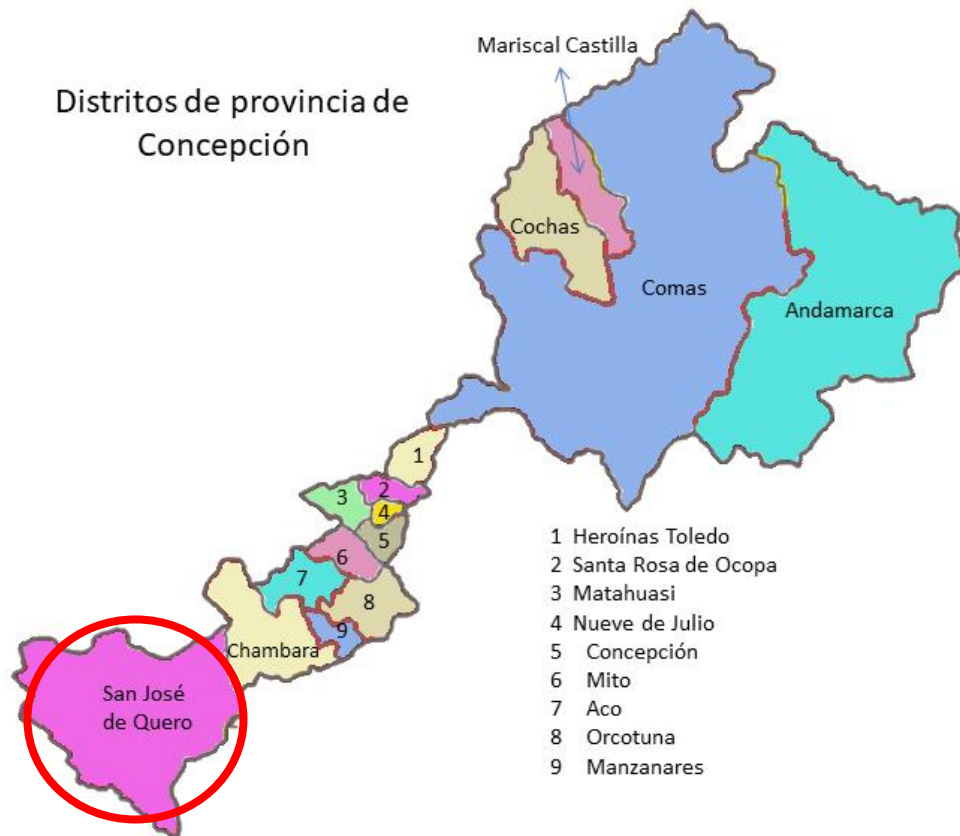 Mariscal Castilla
Distritos de provincia de
Concepción
Cochas
Comas
Andamarca
1
2
3
4
5
6
7
8
9
Chambara
San José
de Quero
1 Heroínas Toledo
2 Santa Rosa de Ocopa
3 Matahuasi
4 Nueve de Julio
5 Concepción
6 Mito
7 Aco
8 Orcotuna
9 Manzanares